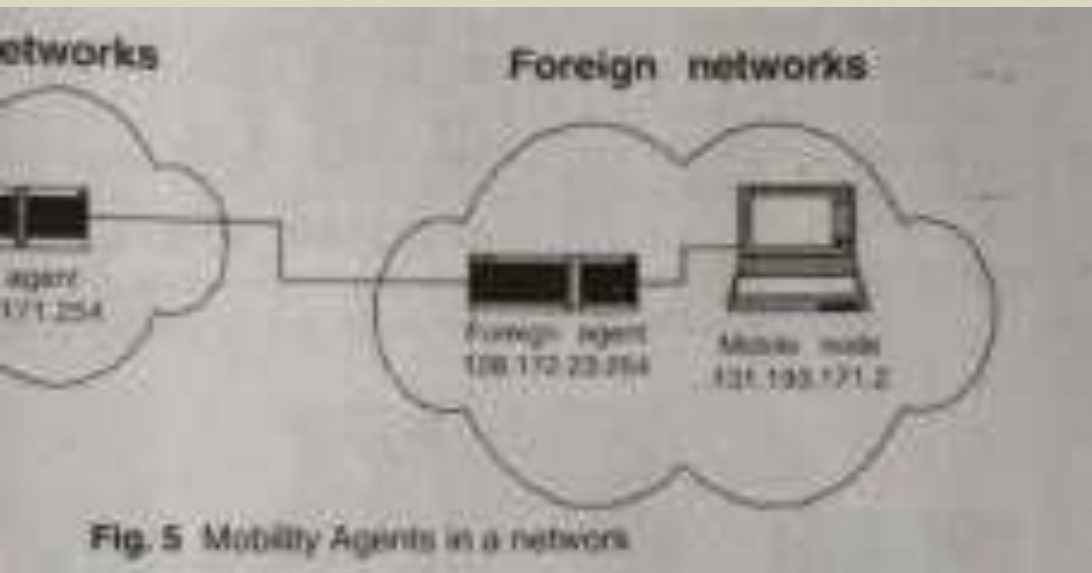 etworks
Foreign networks
agent
171.254
Foreign agent
128.172.23.254
Mobile node
131.193.171.2
Fig. 5 Mobility Agents in a network